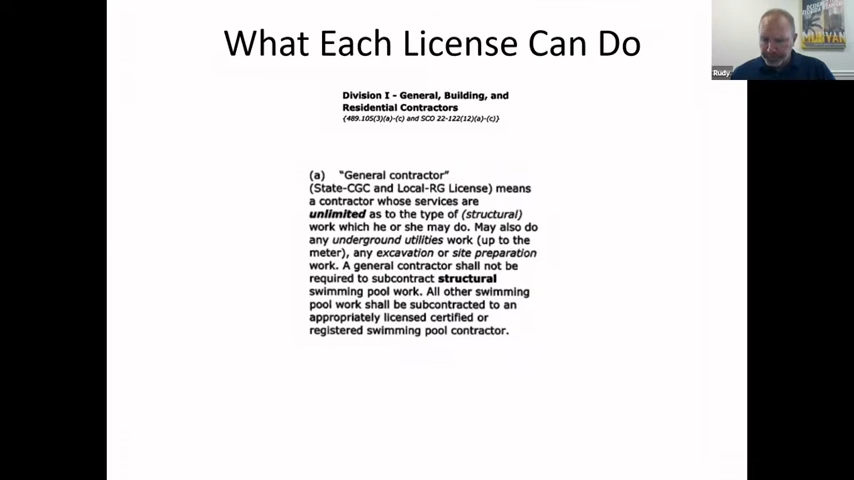 What Each License Can Do
Division I - General, Building, and
Residential Contractors
{489.105(3)(a)-(c) and SCO 22-122(12)(a)-(c)}
(a) "General contractor"
(State-CGC and Local-RG License) means
a contractor whose services are
unlimited as to the type of (structural)
work which he or she may do. May also do
any underground utilities work (up to the
meter), any excavation or site preparation
work. A general contractor shall not be
required to subcontract structural
swimming pool work. All other swimming
pool work shall be subcontracted to an
appropriately licensed certified or
registered swimming pool contractor.
Rudy